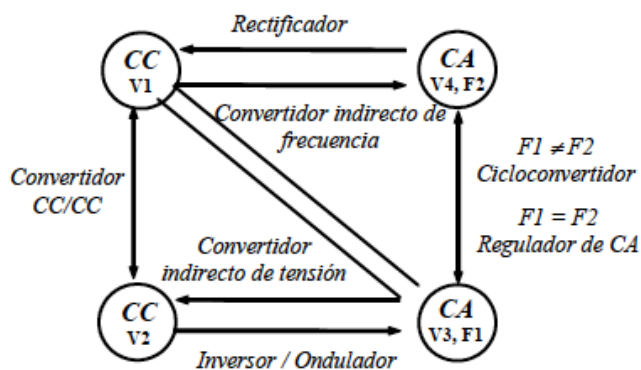 Rectificador
CC
V1
CA
V4, F2
Convertidor indirecto de
frecuencia
Convertidor
CC/CC
F1 ≠ F2
Cicloconvertidor
F1 = F2
Regulador de CA
Convertidor
indirecto de tensión
CC
V2
CA
V3, F1
Inversor / Ondulador